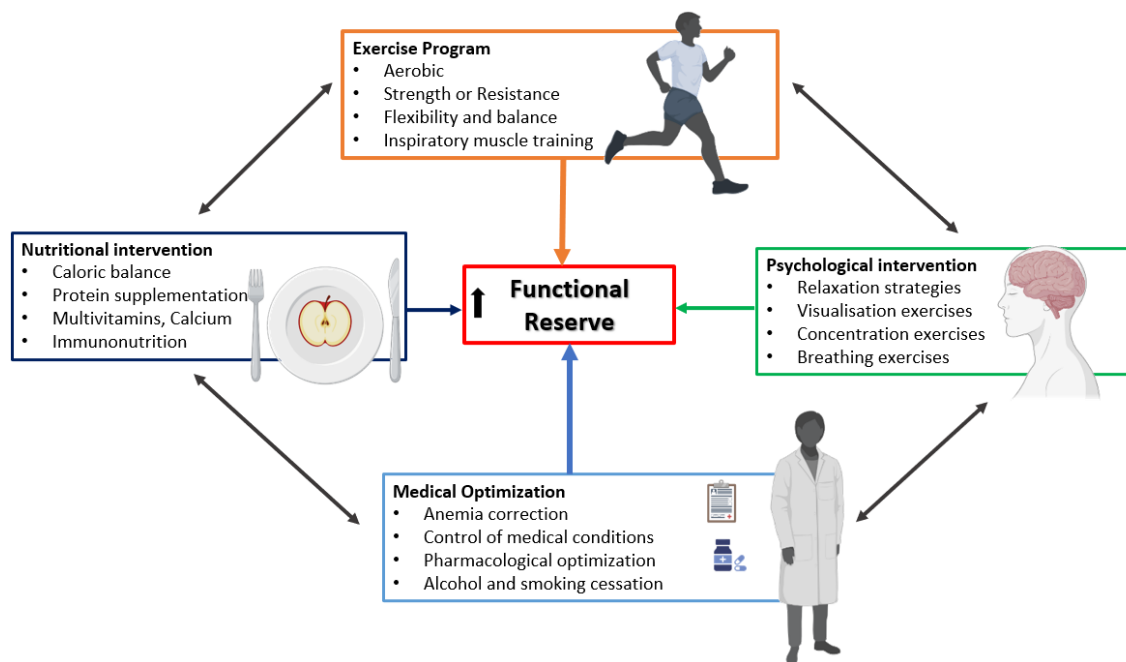 Exercise Program
• Aerobic
• Strength or Resistance
• Flexibility and balance
• Inspiratory muscle training
Nutritional intervention
• Caloric balance
• Protein supplementation
• Multivitamins, Calcium
• Immunonutrition
Functional
Reserve
Psychological intervention
• Relaxation strategies
• Visualisation exercises
• Concentration exercises
• Breathing exercises
Medical Optimization
• Anemia correction
• Control of medical conditions
• Pharmacological optimization
• Alcohol and smoking cessation